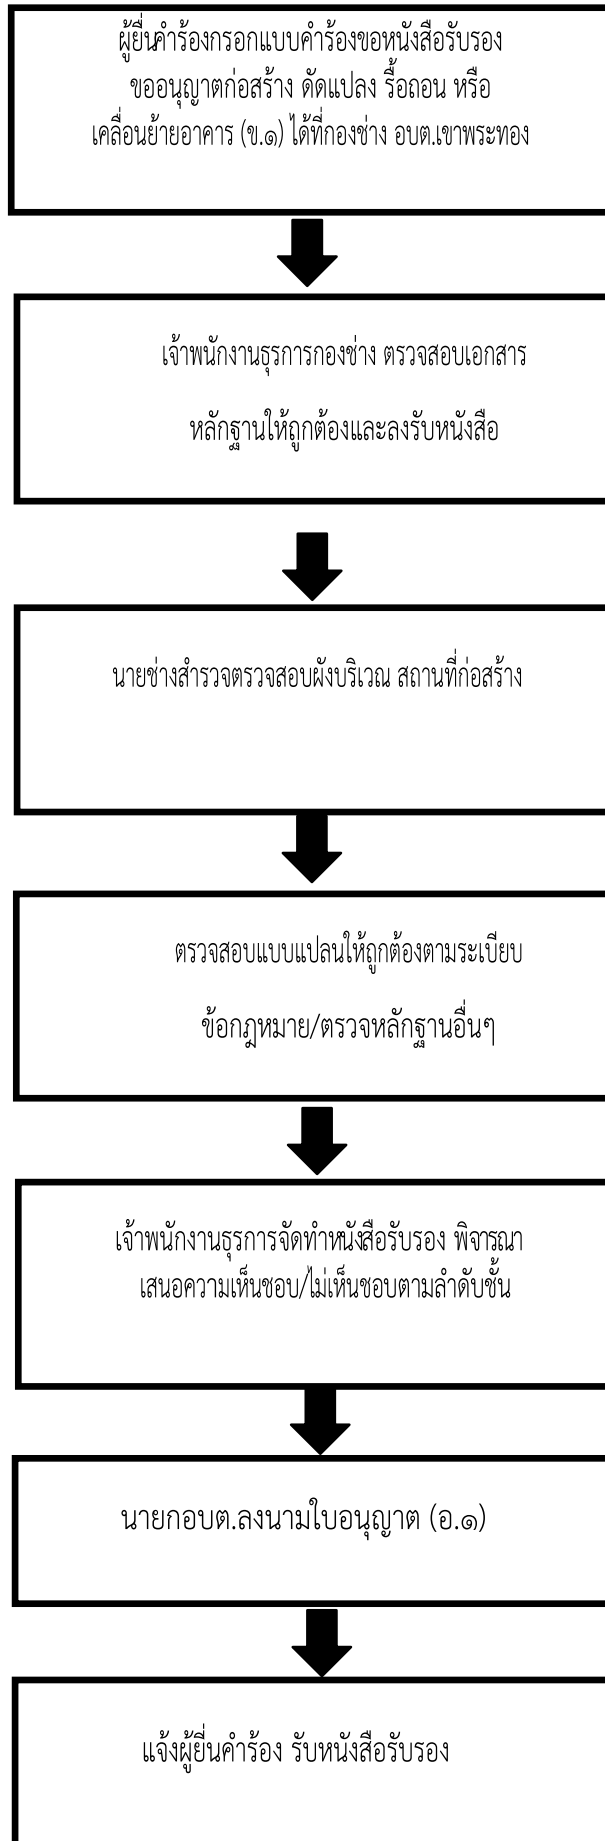 ผู้ยื่นคำร้องกรอกแบบคำร้องขอหนังสือรับรอง
ขออนุญาตก่อสร้าง ดัดแปลง รื้อถอน หรือ
เคลื่อนย้ายอาคาร (ข.๑) ได้ที่กองช่าง อบต.เขาพระทอง
เจ้าพนักงานธุรการกองช่าง ตรวจสอบเอกสาร
หลักฐานให้ถูกต้องและลงรับหนังสือ
นายช่างสำรวจตรวจสอบผังบริเวณ สถานที่ก่อสร้าง
ตรวจสอบแบบแปลนให้ถูกต้องตามระเบียบ
ข้อกฎหมาย/ตรวจหลักฐานอื่นๆ
เจ้าพนักงานธุรการจัดทำหนังสือรับรอง พิจารณา
เสนอความเห็นชอบ/ไม่เห็นชอบตามลำดับชั้น
นายกอบต.ลงนามใบอนุญาต (อ.๑)
แจ้งผู้ยี่นคำร้อง รับหนังสือรับรอง